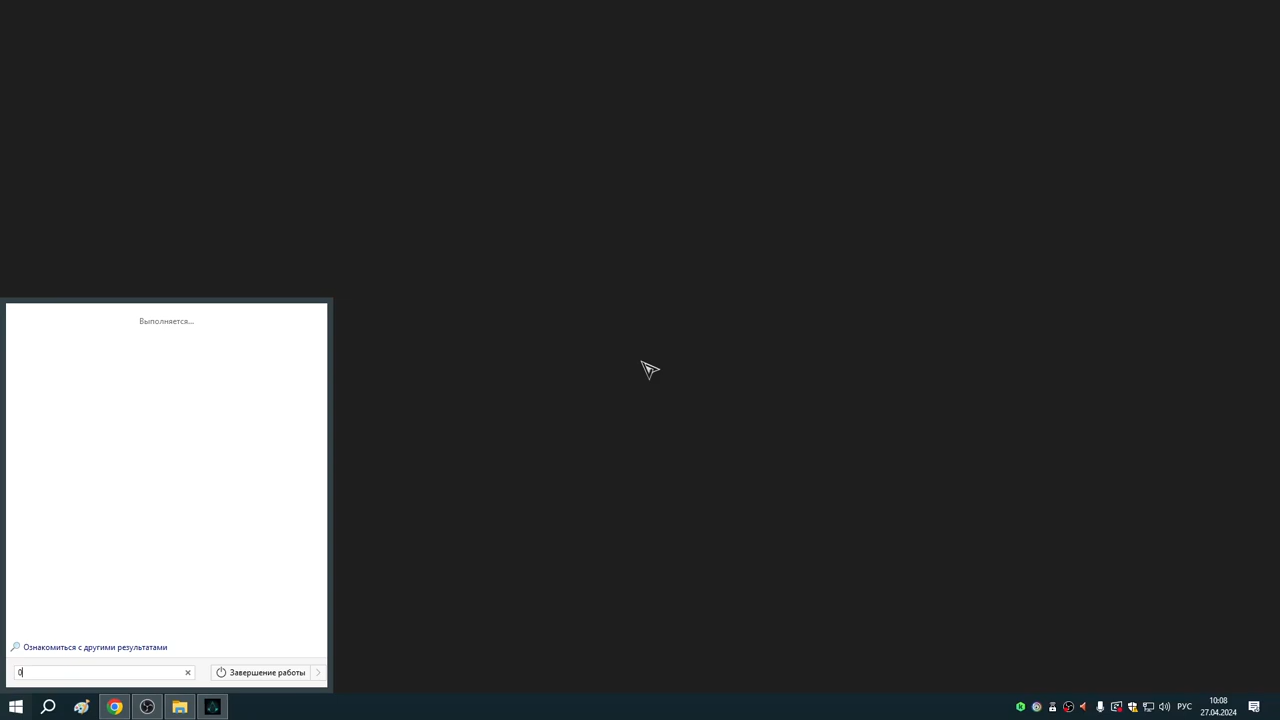 Выполняется...
Ознакомиться с другими результатами
0
Завершение работы
РУС
10:08
27.04.2024